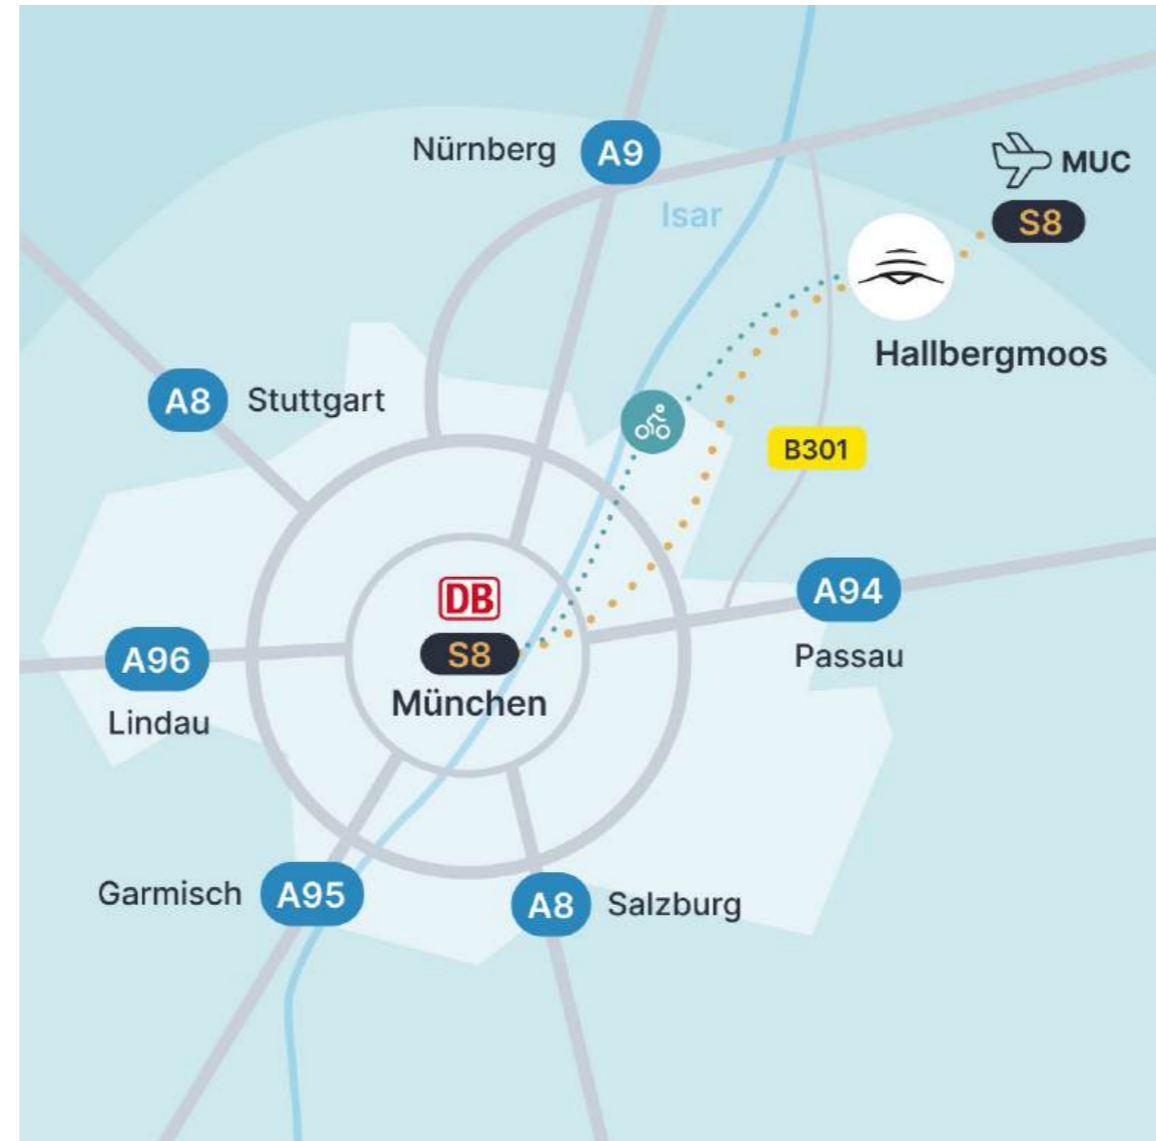 Nürnberg
A9
MUC
S8
Isar
Hallbergmoos
A8
Stuttgart
B301
DB
A94
S8
A96
Passau
München
Lindau
Garmisch
A95
A8
Salzburg